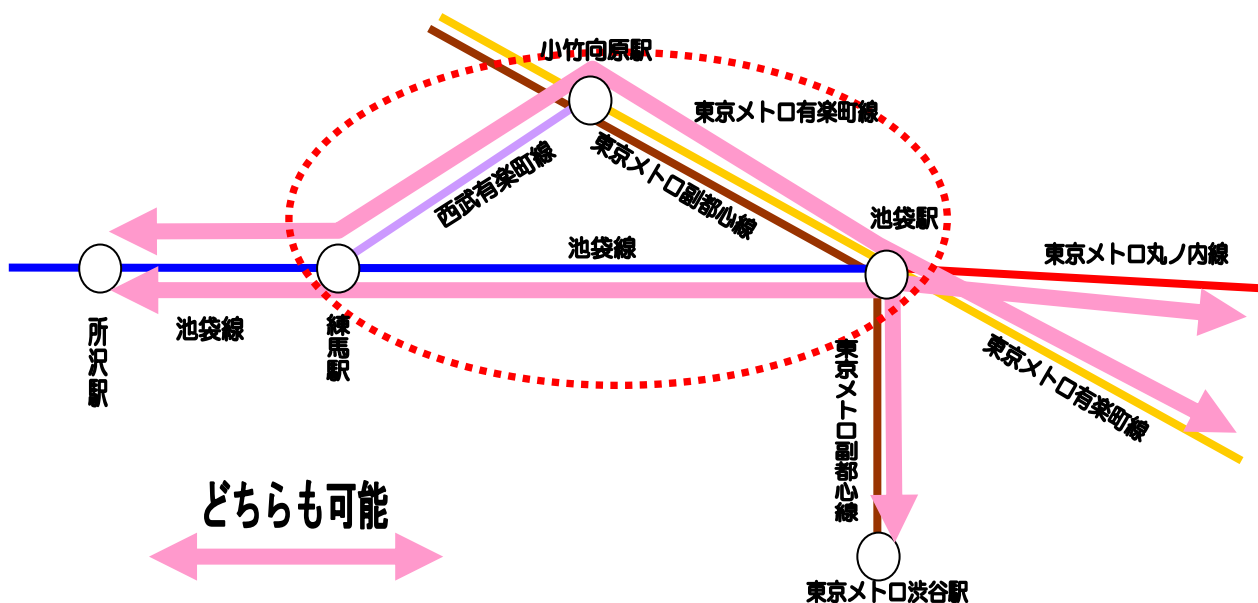 小竹向原駅
東京メトロ有楽町線
西武有楽町線
東京メトロ副都心線
池袋駅
池袋線
東京メトロ丸ノ内線
所沢駅
池袋線
練馬駅
東京メトロ副都心線
東京メトロ有楽町線
どちらも可能
東京メトロ渋谷駅